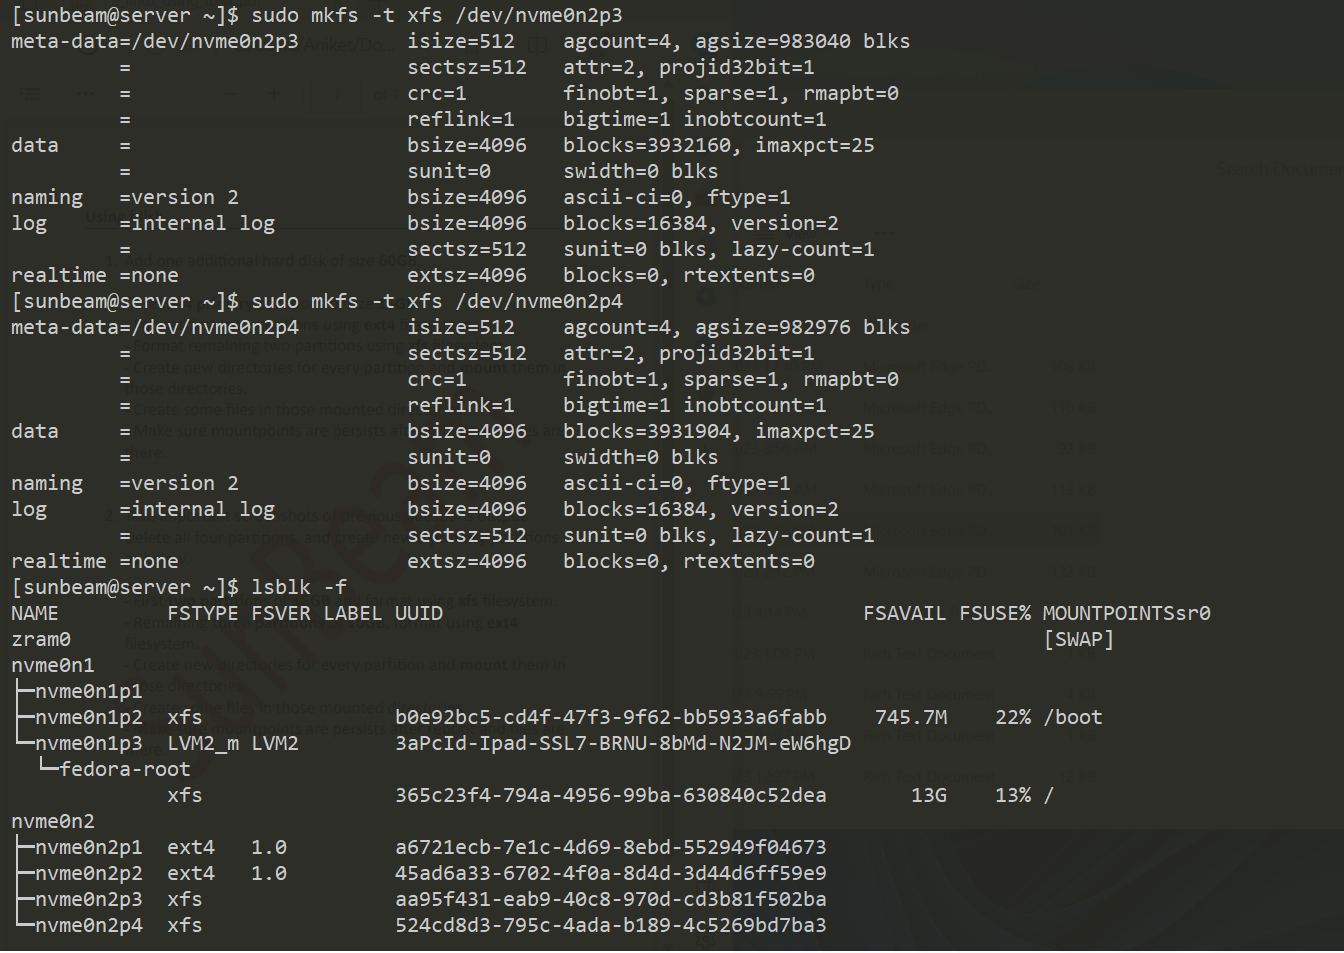 [sunbeam@server ~]$ sudo mkfs -t xfs /dev/nvme0n2p3
meta-data=/dev/nvme0n2p3         isize=512    agcount=4, agsize=983040 blks
         =                       sectsz=512   attr=2, projid32bit=1
         =                       crc=1        finobt=1, sparse=1, rmapbt=0
         =                       reflink=1    bigtime=1 inobtcount=1
data     =                       bsize=4096   blocks=3932160, imaxpct=25
         =                       sunit=0      swidth=0 blks
naming   =version 2              bsize=4096   ascii-ci=0, ftype=1
log      =internal log           bsize=4096   blocks=16384, version=2
         =                       sectsz=512   sunit=0 blks, lazy-count=1
realtime =none                   extsz=4096   blocks=0, rtextents=0
[sunbeam@server ~]$ sudo mkfs -t xfs /dev/nvme0n2p4
meta-data=/dev/nvme0n2p4         isize=512    agcount=4, agsize=982976 blks
         =                       sectsz=512   attr=2, projid32bit=1
         =                       crc=1        finobt=1, sparse=1, rmapbt=0
         =                       reflink=1    bigtime=1 inobtcount=1
data     =                       bsize=4096   blocks=3931904, imaxpct=25
         =                       sunit=0      swidth=0 blks
naming   =version 2              bsize=4096   ascii-ci=0, ftype=1
log      =internal log           bsize=4096   blocks=16384, version=2
         =                       sectsz=512   sunit=0 blks, lazy-count=1
realtime =none                   extsz=4096   blocks=0, rtextents=0
[sunbeam@server ~]$ lsblk -f
NAME         FSTYPE FSVER LABEL UUID                                   FSAVAIL FSUSE% MOUNTPOINTSsr0
zram0                                                                                 [SWAP]
nvme0n1
├─nvme0n1p1
├─nvme0n1p2  xfs                b0e92bc5-cd4f-47f3-9f62-bb5933a6fabb    745.7M    22% /boot
└─nvme0n1p3  LVM2_m LVM2        3aPcId-Ipad-SSL7-BRNU-8bMd-N2JM-eW6hgD
  └─fedora-root
             xfs                365c23f4-794a-4956-99ba-630840c52dea       13G    13% /
nvme0n2
├─nvme0n2p1  ext4   1.0         a6721ecb-7e1c-4d69-8ebd-552949f04673
├─nvme0n2p2  ext4   1.0         45ad6a33-6702-4f0a-8d4d-3d44d6ff59e9
├─nvme0n2p3  xfs                aa95f431-eab9-40c8-970d-cd3b81f502ba
└─nvme0n2p4  xfs                524cd8d3-795c-4ada-b189-4c5269bd7ba3